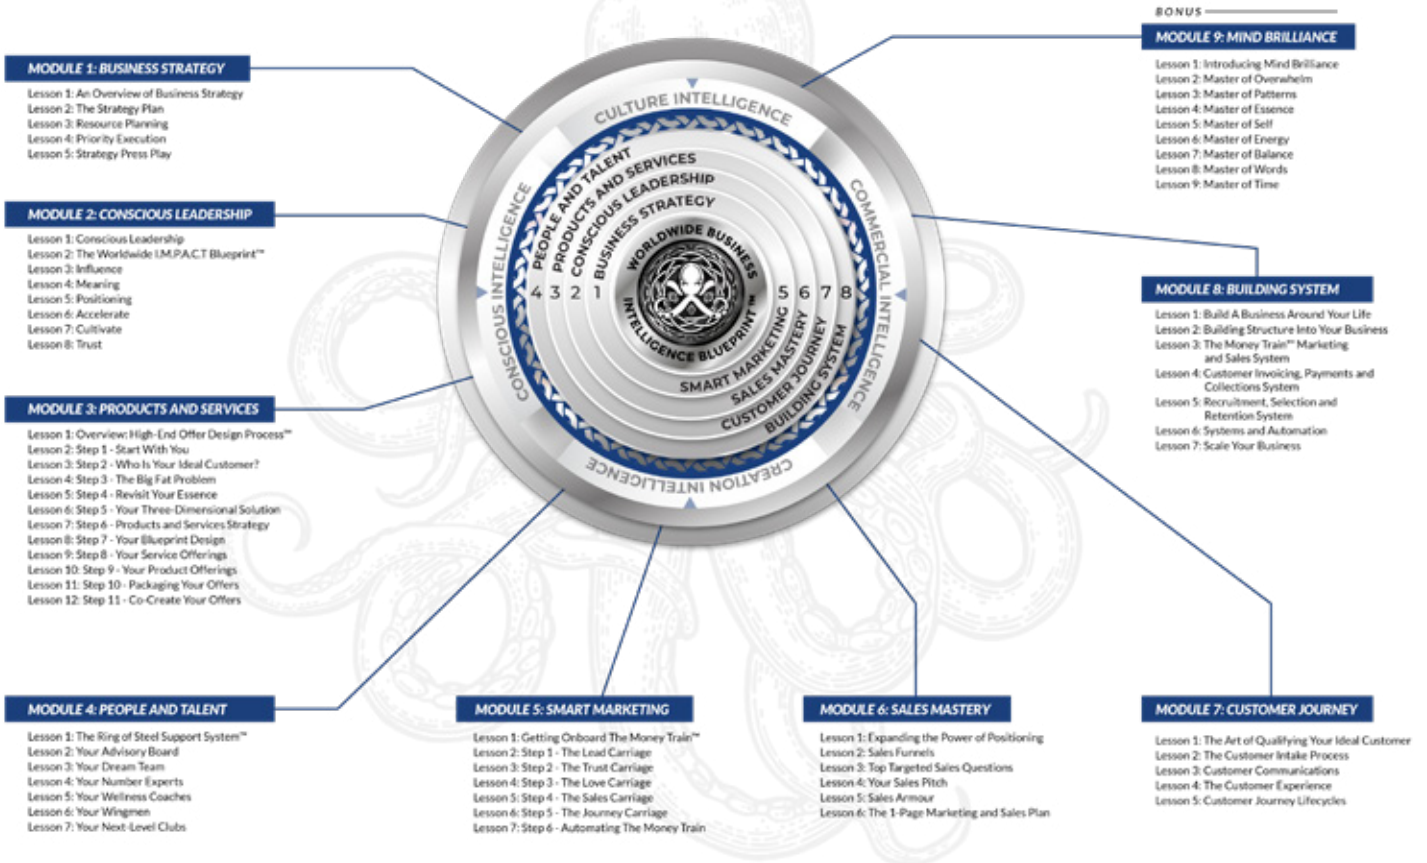 BONUS
MODULE 9: MIND BRILLIANCE
Lesson 1: Introducing Mind Brilliance
Lesson 2: Master of Overwhelm
Lesson 3: Master of Patterns
Lesson 4: Master of Essence
Lesson 5: Master of Self
Lesson 6: Master of Energy
Lesson 7: Master of Balance
Lesson 8: Master of Words
Lesson 9: Master of Time
MODULE 1: BUSINESS STRATEGY
Lesson 1: An Overview of Business Strategy
Lesson 2: The Strategy Plan
Lesson 3: Resource Planning
Lesson 4: Priority Execution
Lesson 5: Strategy Press Play
MODULE 2: CONSCIOUS LEADERSHIP
Lesson 1: Conscious Leadership
Lesson 2: The Worldwide I.M.P.A.C.T Blueprint™
Lesson 3: Influence
Lesson 4: Meaning
Lesson 5: Positioning
Lesson 6: Accelerate
Lesson 7: Cultivate
Lesson 8: Trust
MODULE 3: PRODUCTS AND SERVICES
Lesson 1: Overview: High-End Offer Design Process™
Lesson 2: Step 1 - Start With You
Lesson 3: Step 2 - Who Is Your Ideal Customer?
Lesson 4: Step 3 - The Big Fat Problem
Lesson 5: Step 4 - Revisit Your Essence
Lesson 6: Step 5 - Your Three-Dimensional Solution
Lesson 7: Step 6 - Products and Services Strategy
Lesson 8: Step 7 - Your Blueprint Design
Lesson 9: Step 8 - Your Service Offerings
Lesson 10: Step 9 - Your Product Offerings
Lesson 11: Step 10 - Packaging Your Offers
Lesson 12: Step 11 - Co-Create Your Offers
CULTURE INTELLIGENCE
COMMERCIAL INTELLIGENCE
CREATION INTELLIGENCE
CONSCIOUS INTELLIGENCE
PEOPLE AND TALENT
PRODUCTS AND SERVICES
CONSCIOUS LEADERSHIP
BUSINESS STRATEGY
WORLDWIDE BUSINESS
INTELLIGENCE BLUEPRINT™
4 3 2 1
5 6 7 8
SMART MARKETING
SALES MASTERY
CUSTOMER JOURNEY
BUILDING SYSTEM
MODULE 8: BUILDING SYSTEM
Lesson 1: Build A Business Around Your Life
Lesson 2: Building Structure Into Your Business
Lesson 3: The Money Train™ Marketing
and Sales System
Lesson 4: Customer Invoicing, Payments and
Collections System
Lesson 5: Recruitment, Selection and
Retention System
Lesson 6: Systems and Automation
Lesson 7: Scale Your Business
MODULE 4: PEOPLE AND TALENT
Lesson 1: The Ring of Steel Support System™
Lesson 2: Your Advisory Board
Lesson 3: Your Dream Team
Lesson 4: Your Number Experts
Lesson 5: Your Wellness Coaches
Lesson 6: Your Wingmen
Lesson 7: Your Next-Level Clubs
MODULE 5: SMART MARKETING
Lesson 1: Getting Onboard The Money Train™
Lesson 2: Step 1 - The Lead Carriage
Lesson 3: Step 2 - The Trust Carriage
Lesson 4: Step 3 - The Love Carriage
Lesson 5: Step 4 - The Sales Carriage
Lesson 6: Step 5 - The Journey Carriage
Lesson 7: Step 6 - Automating The Money Train
MODULE 6: SALES MASTERY
Lesson 1: Expanding the Power of Positioning
Lesson 2: Sales Funnels
Lesson 3: Top Targeted Sales Questions
Lesson 4: Your Sales Pitch
Lesson 5: Sales Armour
Lesson 6: The 1-Page Marketing and Sales Plan
MODULE 7: CUSTOMER JOURNEY
Lesson 1: The Art of Qualifying Your Ideal Customer
Lesson 2: The Customer Intake Process
Lesson 3: Customer Communications
Lesson 4: The Customer Experience
Lesson 5: Customer Journey Lifecycles